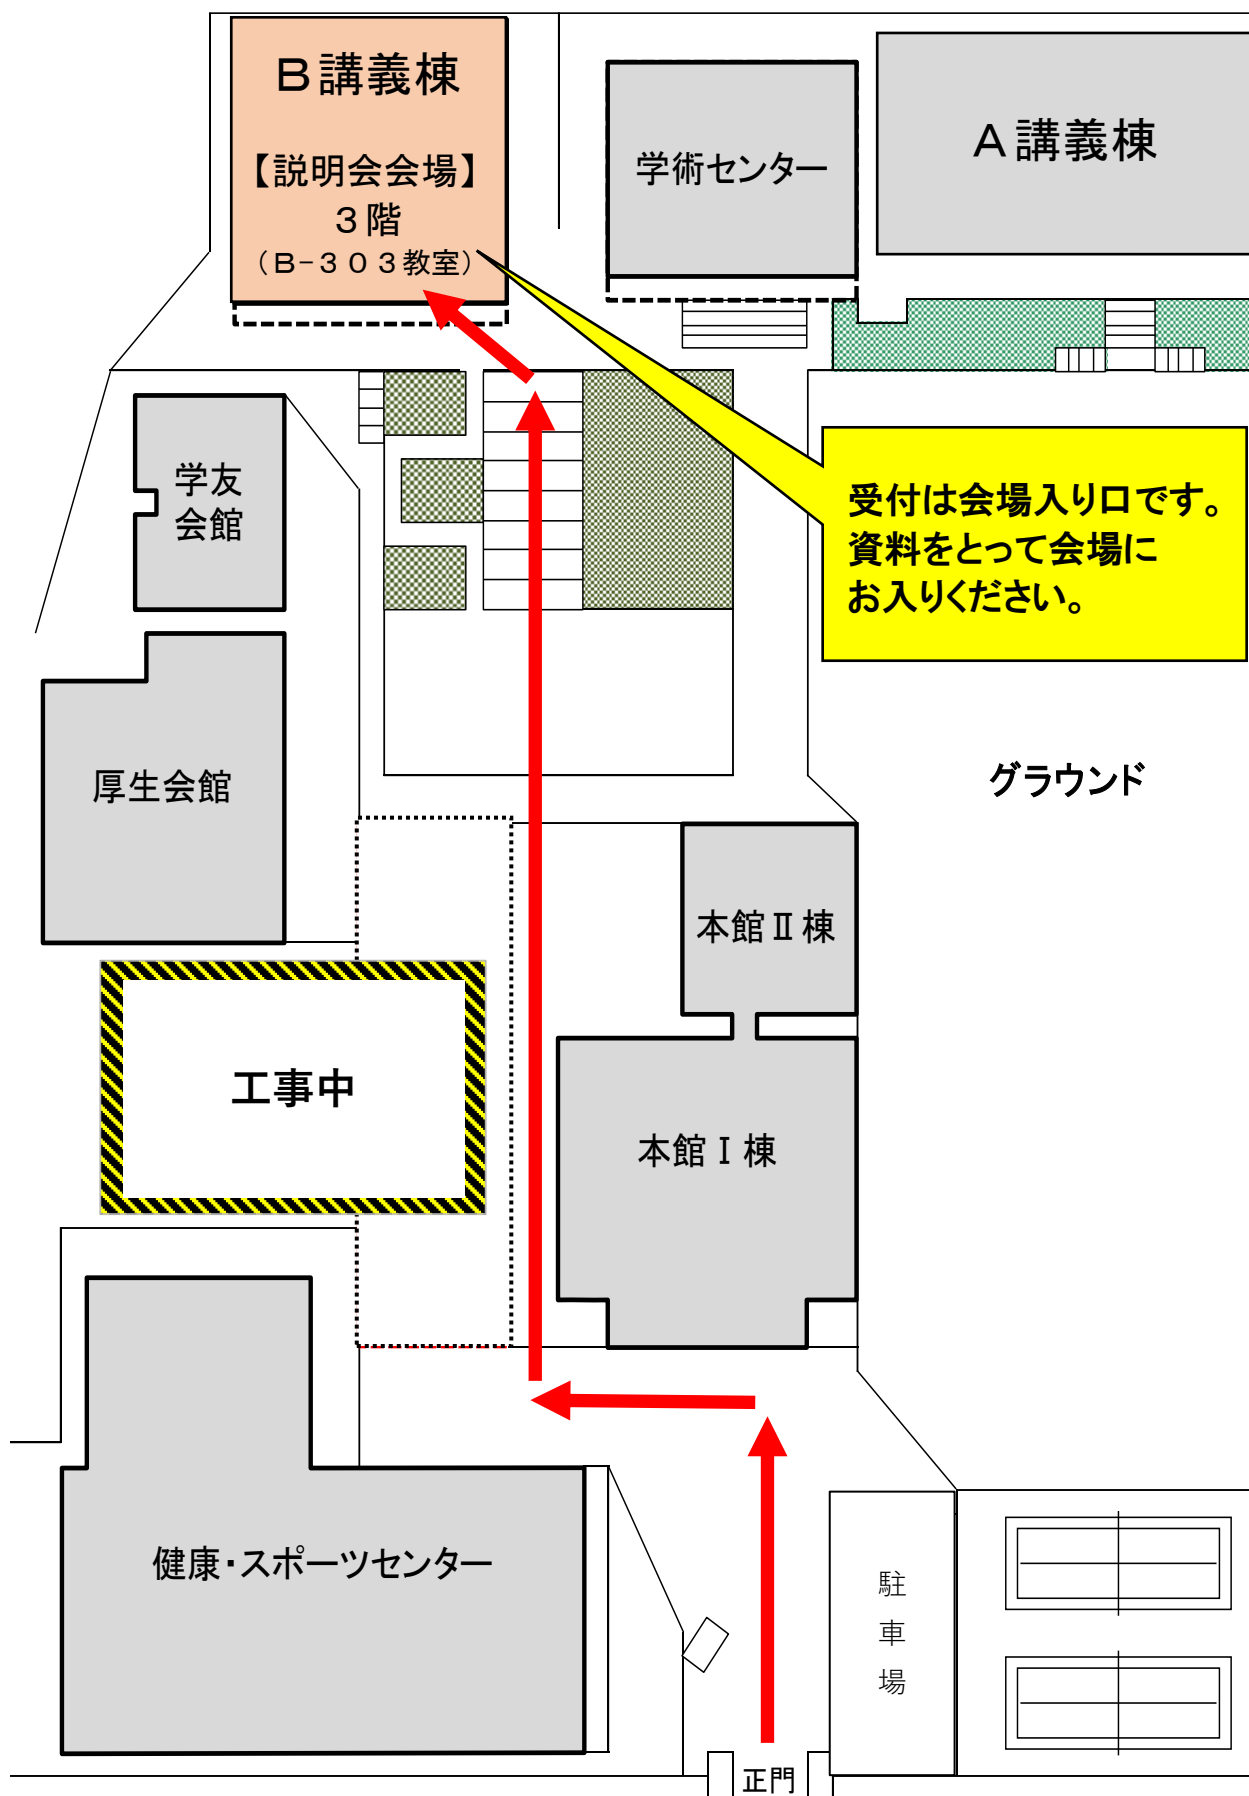 B講義棟
【説明会会場】
３階
（B-３０３教室）
学術センター
A講義棟
受付は会場入り口です。
資料をとって会場に
お入りください。
学友
会館
厚生会館
グラウンド
本館Ⅱ棟
工事中
本館Ⅰ棟
健康・スポーツセンター
駐
車
場
正門